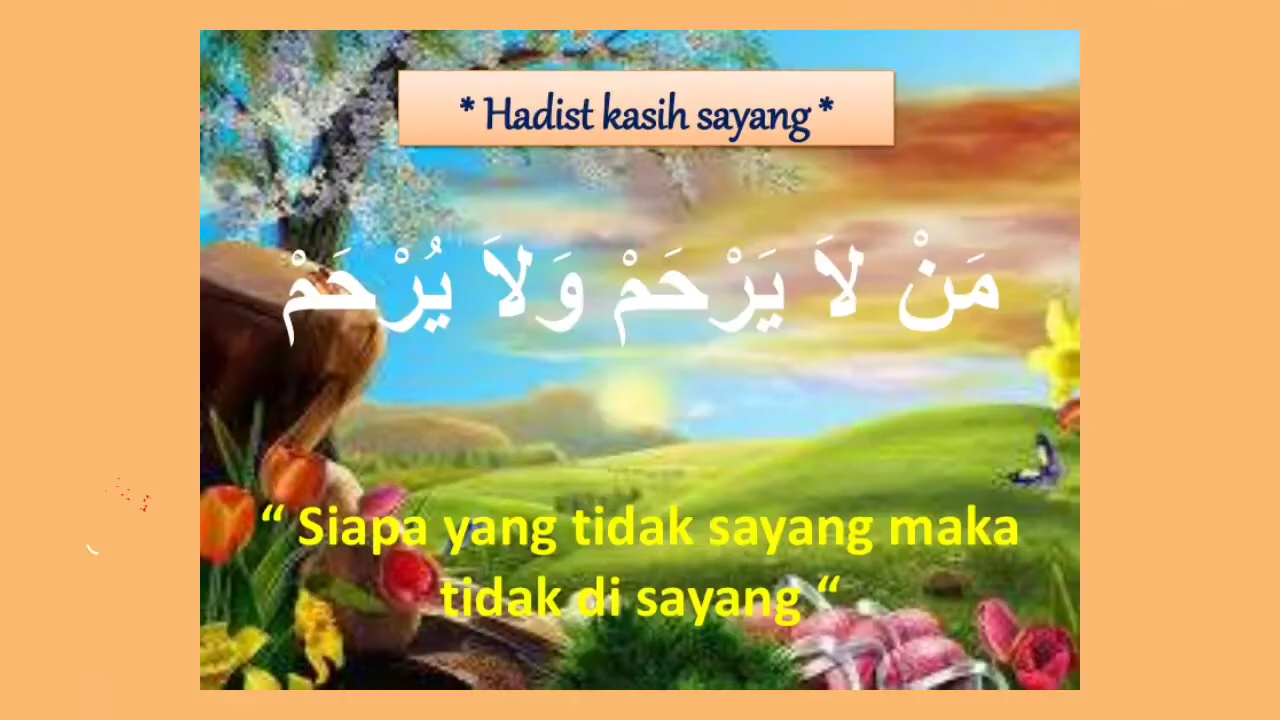 * Hadist kasih sayang *
مَنْ لاَ يَرْحَمْ وَلاَ يُرْحَمْ
“ Siapa yang tidak sayang maka
tidak di sayang “